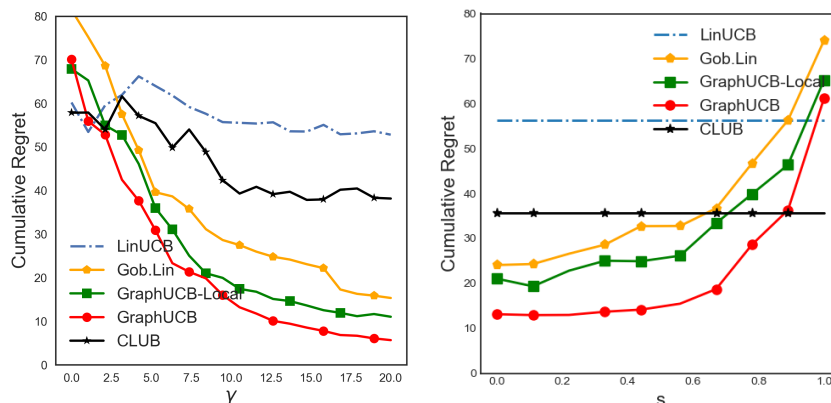 80
70
60
50
40
30
20
10
0
Cumulative Regret
LinUCB
Gob.Lin
GraphUCB-Local
GraphUCB
CLUB
0.0 2.5 5.0 7.5 10.0 12.5 15.0 17.5 20.0
γ
80
70
60
50
40
30
20
10
0
Cumulative Regret
LinUCB
Gob.Lin
GraphUCB-Local
GraphUCB
CLUB
0.0 0.2 0.4 0.6 0.8 1.0
s